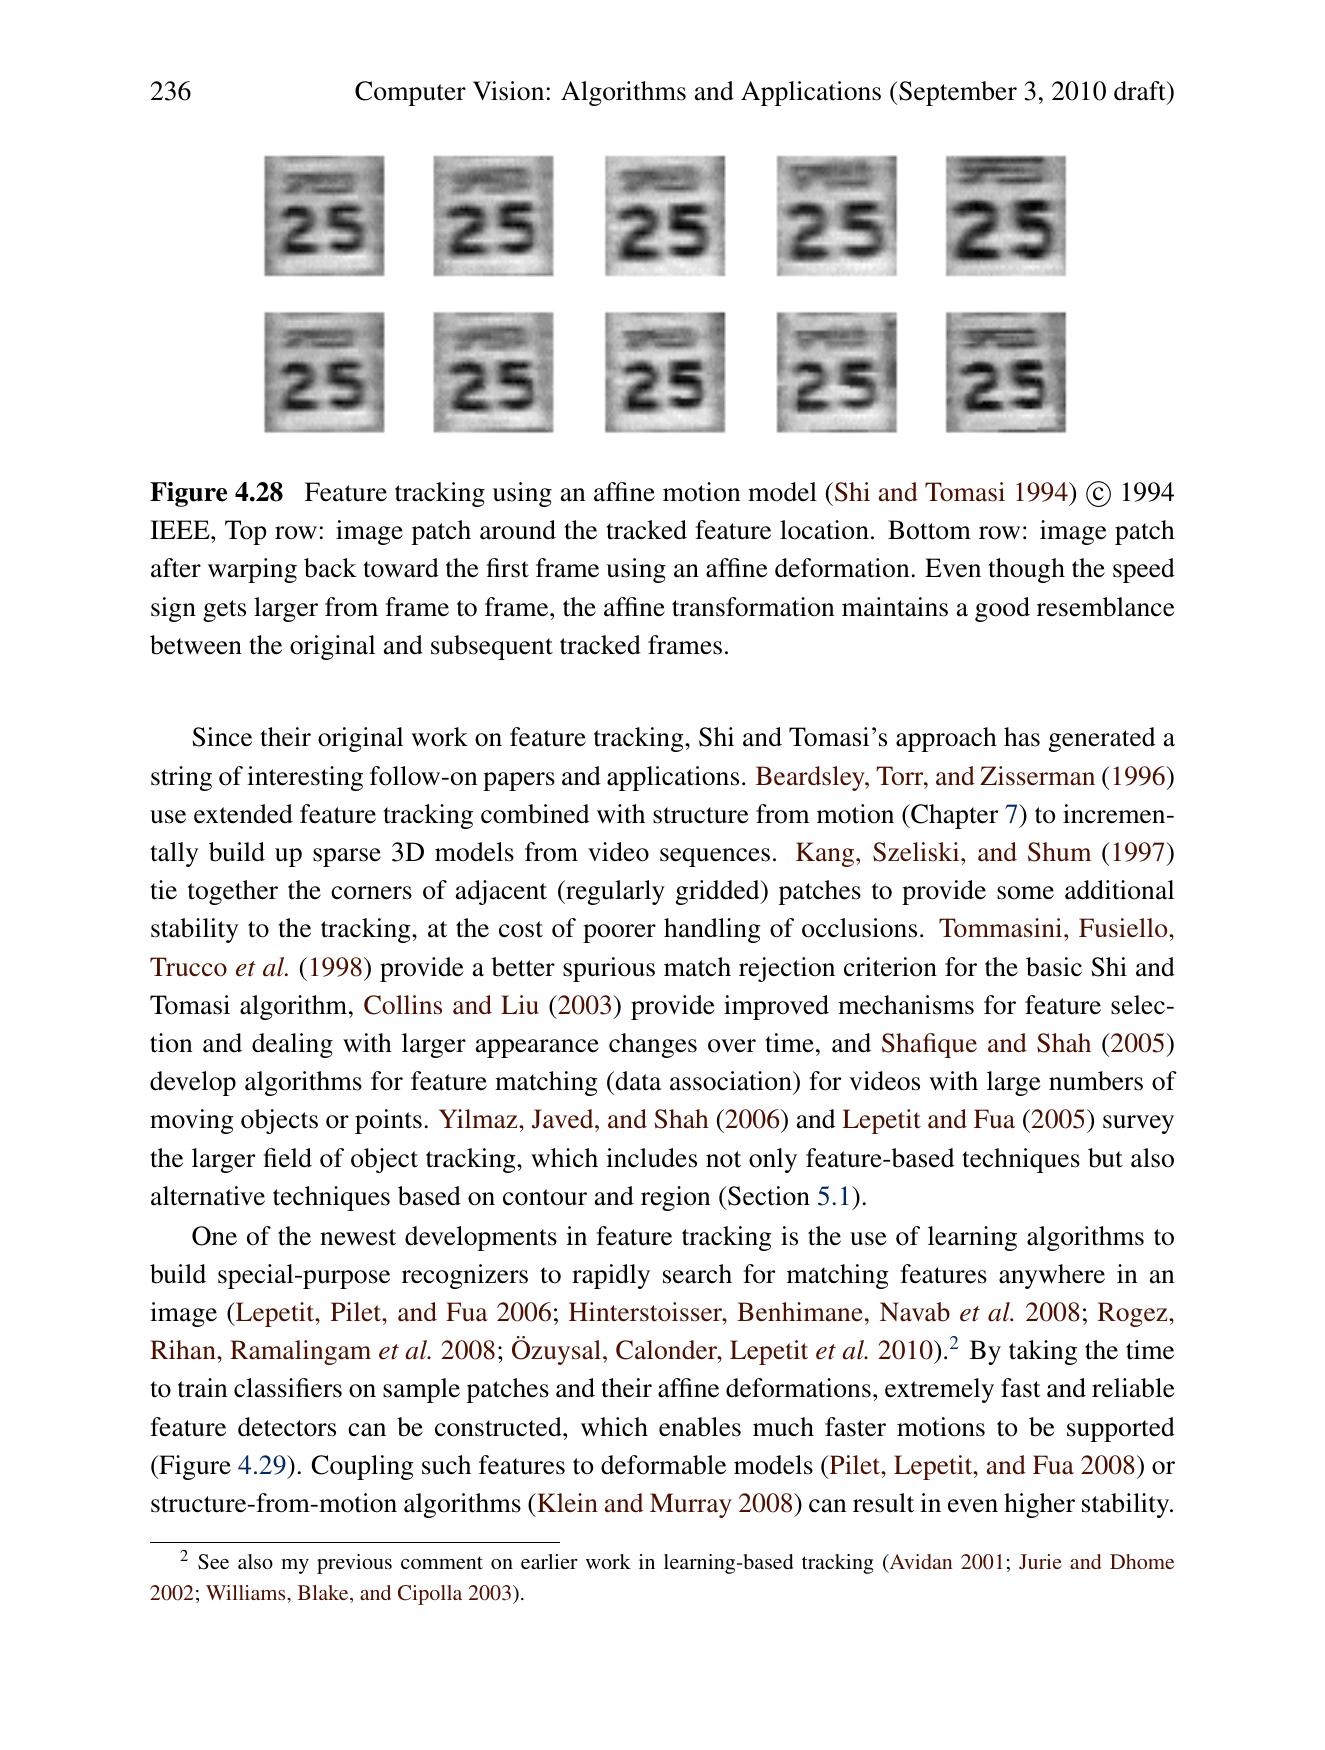 236 Computer Vision: Algorithms and Applications (September 3, 2010 draft)
25 25 25 25 25
25 25 25 25 25
Figure 4.28 Feature tracking using an affine motion model (Shi and Tomasi 1994) © 1994
IEEE, Top row: image patch around the tracked feature location. Bottom row: image patch
after warping back toward the first frame using an affine deformation. Even though the speed
sign gets larger from frame to frame, the affine transformation maintains a good resemblance
between the original and subsequent tracked frames.
Since their original work on feature tracking, Shi and Tomasi's approach has generated a
string of interesting follow-on papers and applications. Beardsley, Torr, and Zisserman (1996)
use extended feature tracking combined with structure from motion (Chapter 7) to incremen-
tally build up sparse 3D models from video sequences. Kang, Szeliski, and Shum (1997)
tie together the corners of adjacent (regularly gridded) patches to provide some additional
stability to the tracking, at the cost of poorer handling of occlusions. Tommasini, Fusiello,
Trucco et al. (1998) provide a better spurious match rejection criterion for the basic Shi and
Tomasi algorithm, Collins and Liu (2003) provide improved mechanisms for feature selec-
tion and dealing with larger appearance changes over time, and Shafique and Shah (2005)
develop algorithms for feature matching (data association) for videos with large numbers of
moving objects or points. Yilmaz, Javed, and Shah (2006) and Lepetit and Fua (2005) survey
the larger field of object tracking, which includes not only feature-based techniques but also
alternative techniques based on contour and region (Section 5.1).
One of the newest developments in feature tracking is the use of learning algorithms to
build special-purpose recognizers to rapidly search for matching features anywhere in an
image (Lepetit, Pilet, and Fua 2006; Hinterstoisser, Benhimane, Navab et al. 2008; Rogez,
Rihan, Ramalingam et al. 2008; Özuysal, Calonder, Lepetit et al. 2010).2 By taking the time
to train classifiers on sample patches and their affine deformations, extremely fast and reliable
feature detectors can be constructed, which enables much faster motions to be supported
(Figure 4.29). Coupling such features to deformable models (Pilet, Lepetit, and Fua 2008) or
structure-from-motion algorithms (Klein and Murray 2008) can result in even higher stability.
2 See also my previous comment on earlier work in learning-based tracking (Avidan 2001; Jurie and Dhome
2002; Williams, Blake, and Cipolla 2003).